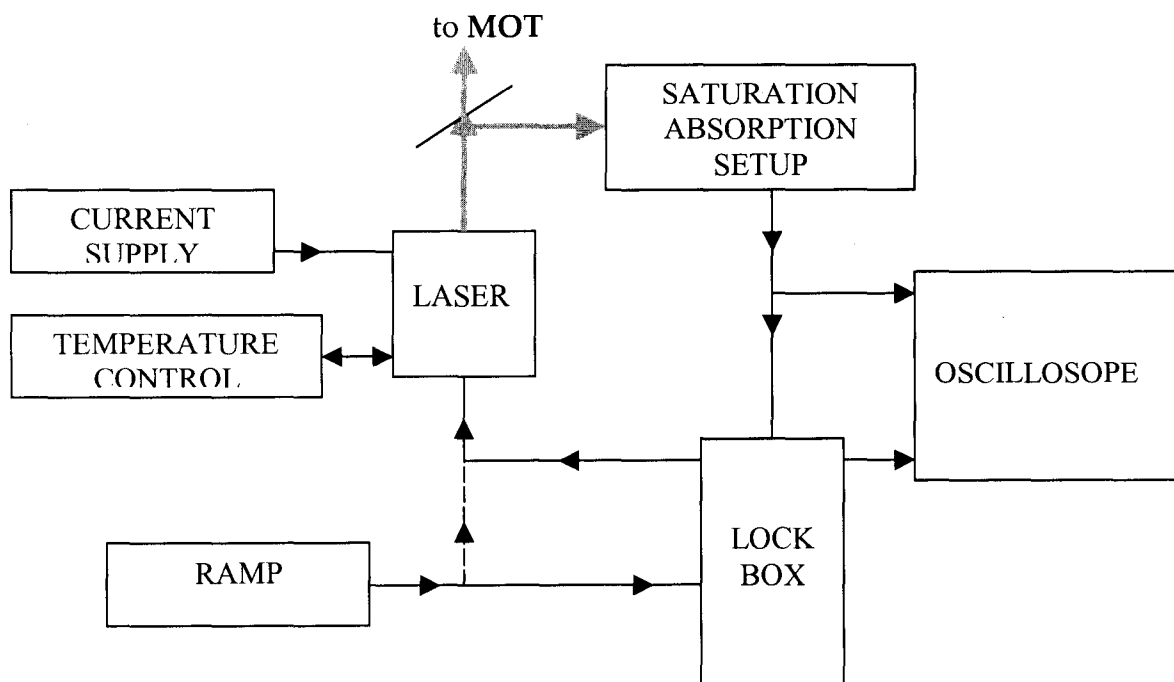 to MOT
SATURATION
ABSORPTION
SETUP
CURRENT
SUPPLY
LASER
TEMPERATURE
CONTROL
OSCILLOSOPE
LOCK
BOX
RAMP